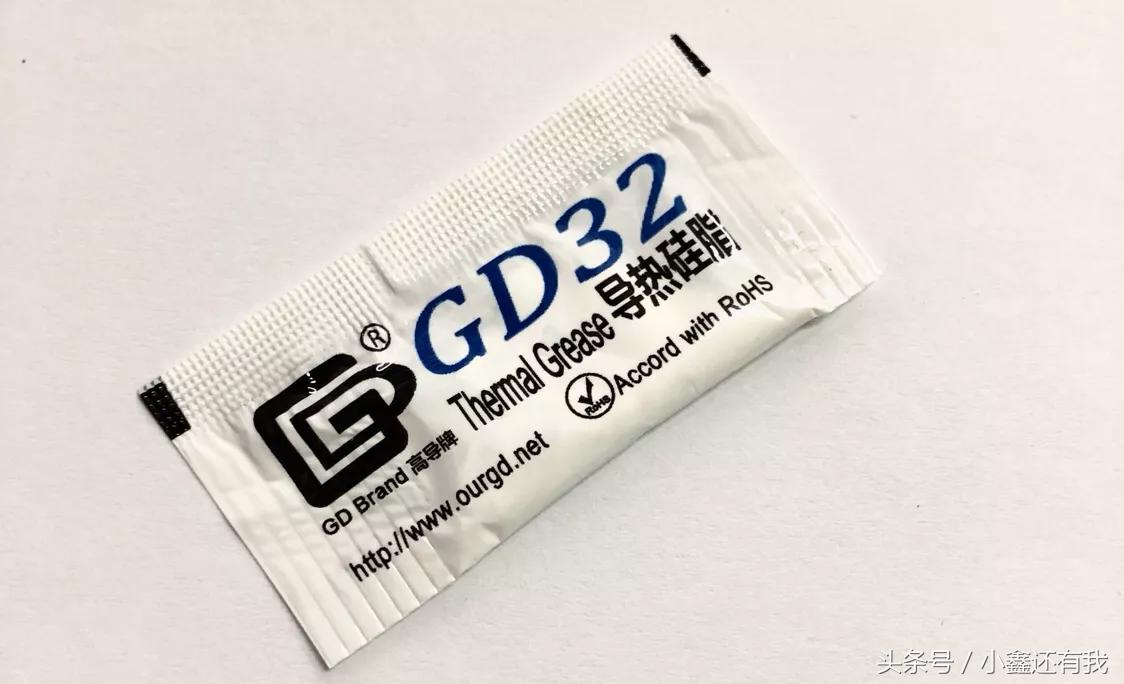 GD32
®
Thermal Grease 导热硅脂
GD Brand 高导牌
RoHS Accord with RoHS
http://www.ourgd.net
头条号 / 小鑫还有我